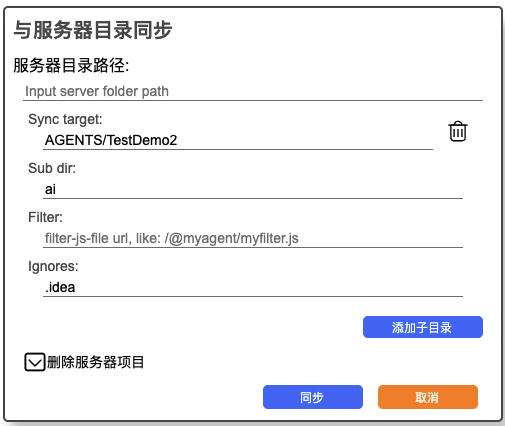 与服务器目录同步
服务器目录路径:
Input server folder path
Sync target:
AGENTS/TestDemo2
Sub dir:
ai
Filter:
filter-js-file url, like: /@myagent/myfilter.js
Ignores:
.idea
添加子目录
删除服务器项目
同步
取消